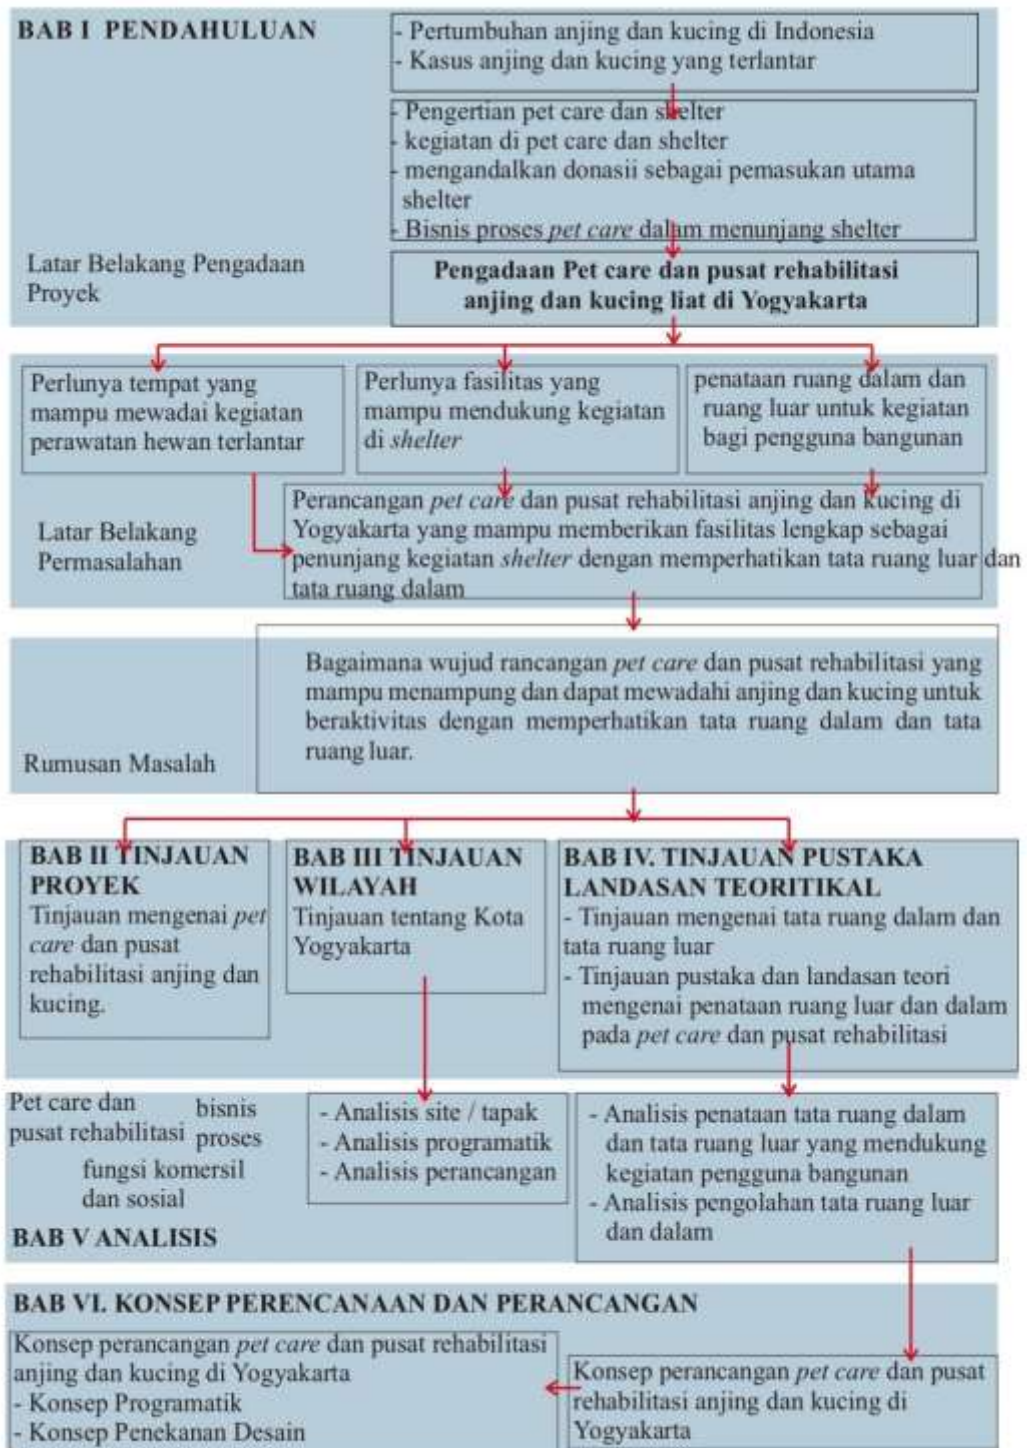 BAB I PENDAHULUAN
- Pertumbuhan anjing dan kucing di Indonesia
- Kasus anjing dan kucing yang terlantar
- Pengertian pet care dan shelter
- kegiatan di pet care dan shelter
- mengandalkan donasii sebagai pemasukan utama
shelter
- Bisnis proses pet care dalam menunjang shelter
Latar Belakang Pengadaan
Proyek
Pengadaan Pet care dan pusat rehabilitasi
anjing dan kucing liat di Yogyakarta
Perlunya tempat yang
mampu mewadai kegiatan
perawatan hewan terlantar
Perlunya fasilitas yang
mampu mendukung kegiatan
di shelter
penataan ruang dalam dan
ruang luar untuk kegiatan
bagi pengguna bangunan
Latar Belakang
Permasalahan
Perancangan pet care dan pusat rehabilitasi anjing dan kucing di
Yogyakarta yang mampu memberikan fasilitas lengkap sebagai
penunjang kegiatan shelter dengan memperhatikan tata ruang luar dan
tata ruang dalam
Rumusan Masalah
Bagaimana wujud rancangan pet care dan pusat rehabilitasi yang
mampu menampung dan dapat mewadahi anjing dan kucing untuk
beraktivitas dengan memperhatikan tata ruang dalam dan tata
ruang luar.
BAB II TINJAUAN
PROYEK
Tinjauan mengenai pet
care dan pusat
rehabilitasi anjing dan
kucing.
BAB III TINJAUAN
WILAYAH
Tinjauan tentang Kota
Yogyakarta
BAB IV. TINJAUAN PUSTAKA
LANDASAN TEORITIKAL
- Tinjauan mengenai tata ruang dalam dan
tata ruang luar
- Tinjauan pustaka dan landasan teori
mengenai penataan ruang luar dan dalam
pada pet care dan pusat rehabilitasi
Pet care dan
pusat rehabilitasi
bisnis
proses
fungsi komersil
dan sosial
BAB V ANALISIS
- Analisis site / tapak
- Analisis programatik
- Analisis perancangan
- Analisis penataan tata ruang dalam
dan tata ruang luar yang mendukung
kegiatan pengguna bangunan
- Analisis pengolahan tata ruang luar
dan dalam
BAB VI. KONSEP PERENCANAAN DAN PERANCANGAN
Konsep perancangan pet care dan pusat rehabilitasi
anjing dan kucing di Yogyakarta
- Konsep Programatik
- Konsep Penekanan Desain
Konsep perancangan pet care dan pusat
rehabilitasi anjing dan kucing di
Yogyakarta